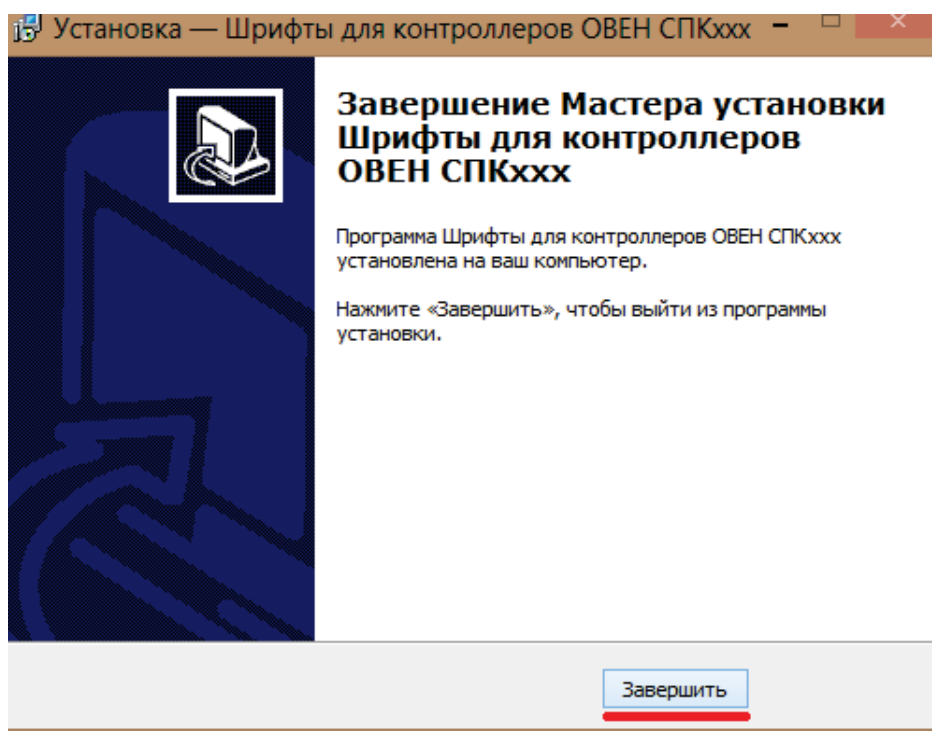 Установка — Шрифты для контроллеров ОВЕН СПКxxx
Завершение Мастера установки
Шрифты для контроллеров
ОВЕН СПКxxx
Программа Шрифты для контроллеров ОВЕН СПКxxx
установлена на ваш компьютер.
Нажмите «Завершить», чтобы выйти из программы
установки.
Завершить